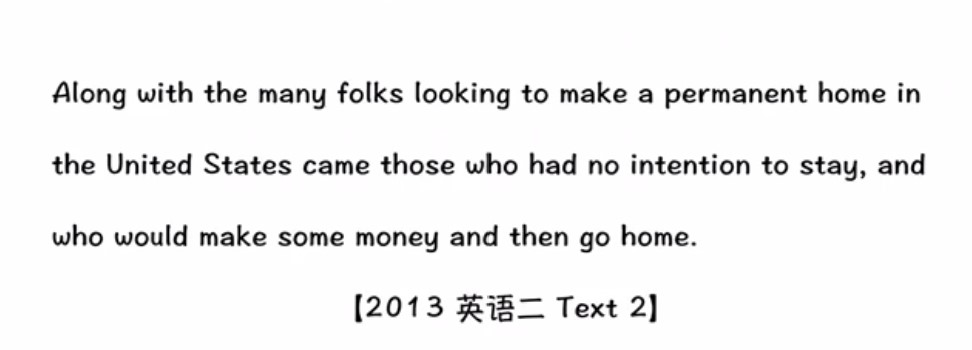 Along with the many folks looking to make a permanent home in
the United States came those who had no intention to stay, and
who would make some money and then go home.
【2013 英语二 Text 2】